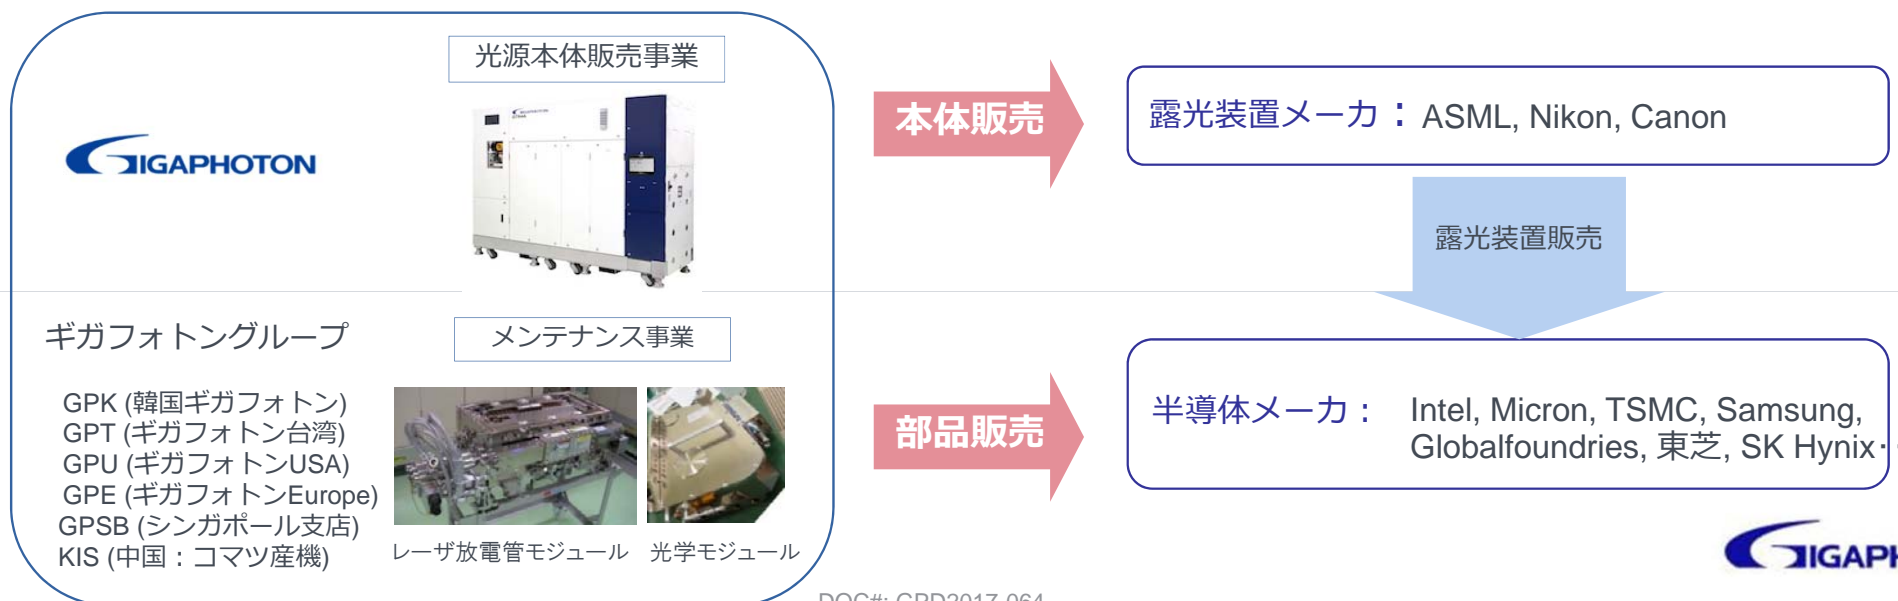 光源本体販売事業
GIGAPHOTON
本体販売
露光装置メーカ： ASML, Nikon, Canon
露光装置販売
ギガフォトングループ
メンテナンス事業
GPK (韓国ギガフォトン)
GPT (ギガフォトン台湾)
GPU (ギガフォトンUSA)
GPE (ギガフォトンEurope)
GPSB (シンガポール支店)
KIS (中国：コマツ産機)
レーザ放電管モジュール 光学モジュール
部品販売
半導体メーカ： Intel, Micron, TSMC, Samsung,
Globalfoundries, 東芝, SK Hynix・
GIGAPH
DOC#: GPD2017-064